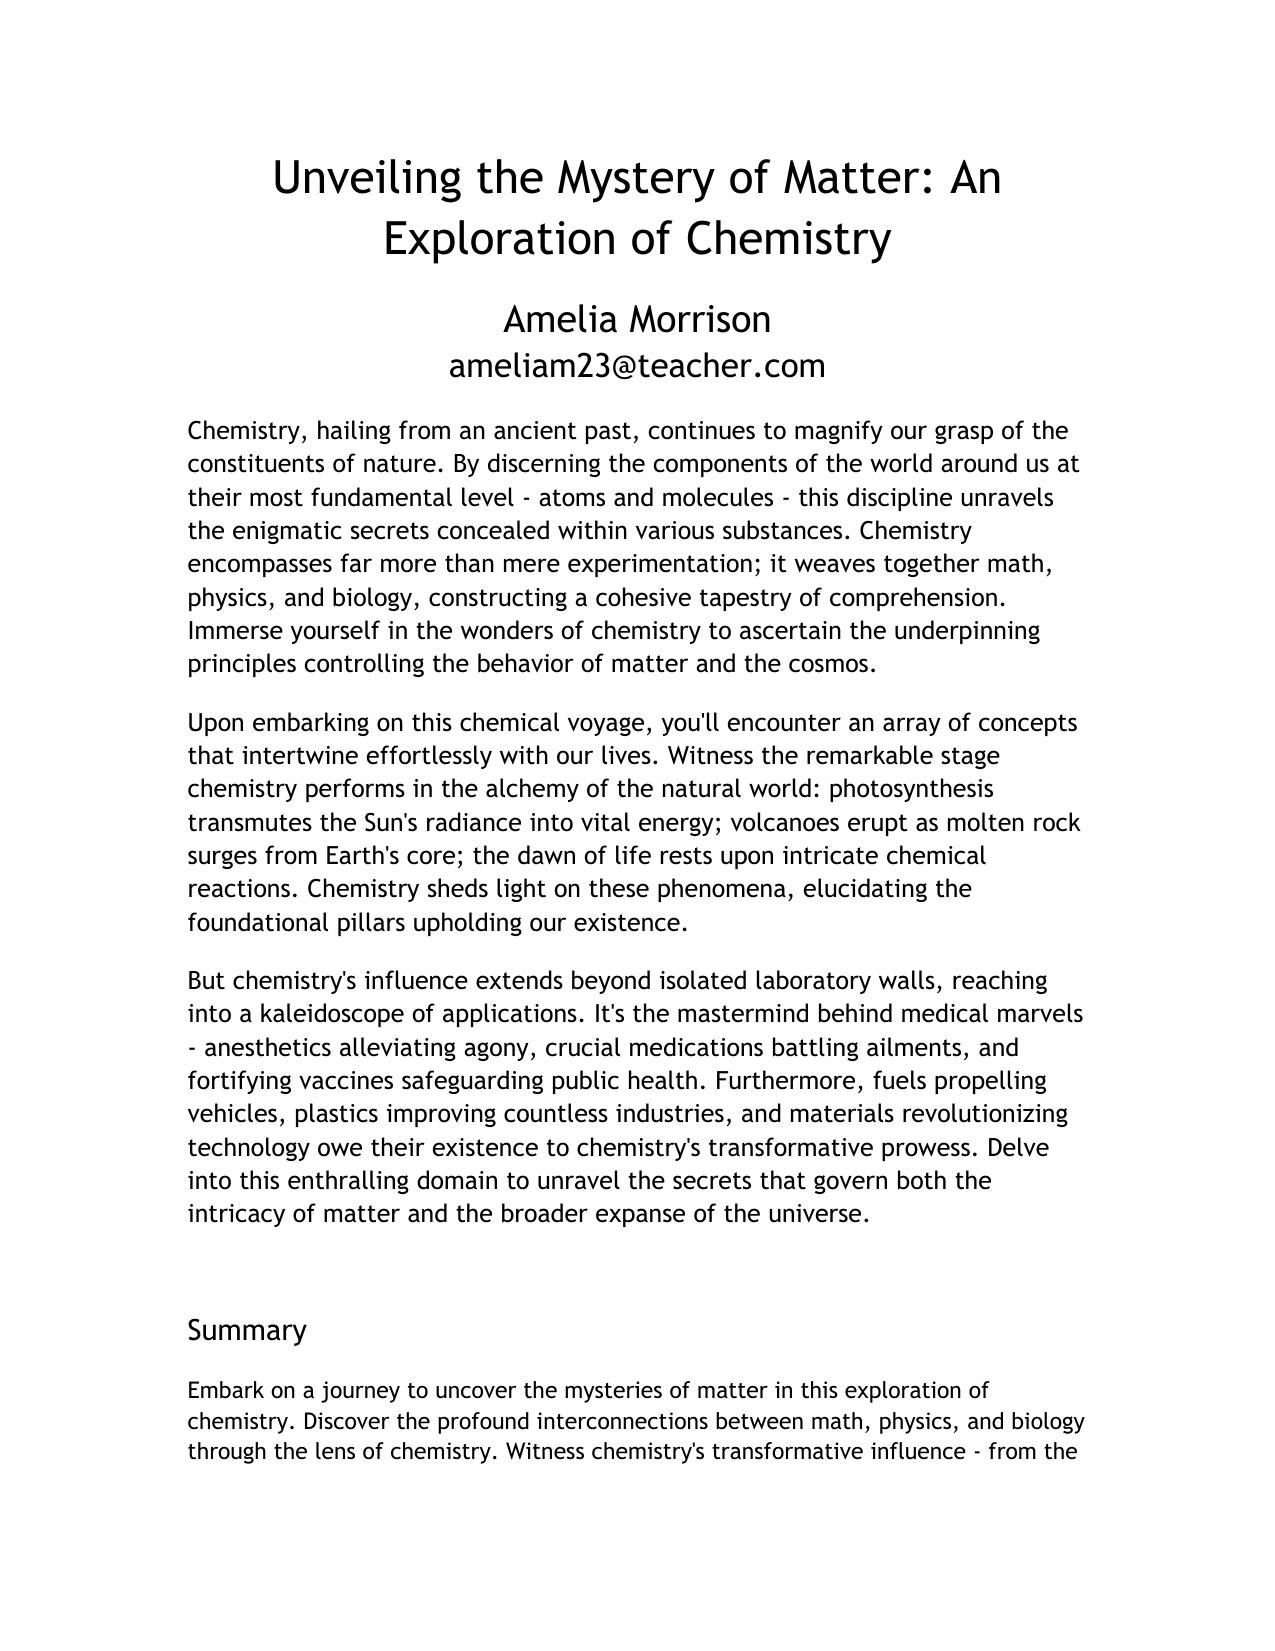 Unveiling the Mystery of Matter: An
Exploration of Chemistry
Amelia Morrison
ameliam23@teacher.com
Chemistry, hailing from an ancient past, continues to magnify our grasp of the
constituents of nature. By discerning the components of the world around us at
their most fundamental level - atoms and molecules - this discipline unravels
the enigmatic secrets concealed within various substances. Chemistry
encompasses far more than mere experimentation; it weaves together math,
physics, and biology, constructing a cohesive tapestry of comprehension.
Immerse yourself in the wonders of chemistry to ascertain the underpinning
principles controlling the behavior of matter and the cosmos.
Upon embarking on this chemical voyage, you'll encounter an array of concepts
that intertwine effortlessly with our lives. Witness the remarkable stage
chemistry performs in the alchemy of the natural world: photosynthesis
transmutes the Sun's radiance into vital energy; volcanoes erupt as molten rock
surges from Earth's core; the dawn of life rests upon intricate chemical
reactions. Chemistry sheds light on these phenomena, elucidating the
foundational pillars upholding our existence.
But chemistry's influence extends beyond isolated laboratory walls, reaching
into a kaleidoscope of applications. It's the mastermind behind medical marvels
- anesthetics alleviating agony, crucial medications battling ailments, and
fortifying vaccines safeguarding public health. Furthermore, fuels propelling
vehicles, plastics improving countless industries, and materials revolutionizing
technology owe their existence to chemistry's transformative prowess. Delve
into this enthralling domain to unravel the secrets that govern both the
intricacy of matter and the broader expanse of the universe.
Summary
Embark on a journey to uncover the mysteries of matter in this exploration of
chemistry. Discover the profound interconnections between math, physics, and biology
through the lens of chemistry. Witness chemistry's transformative influence - from the